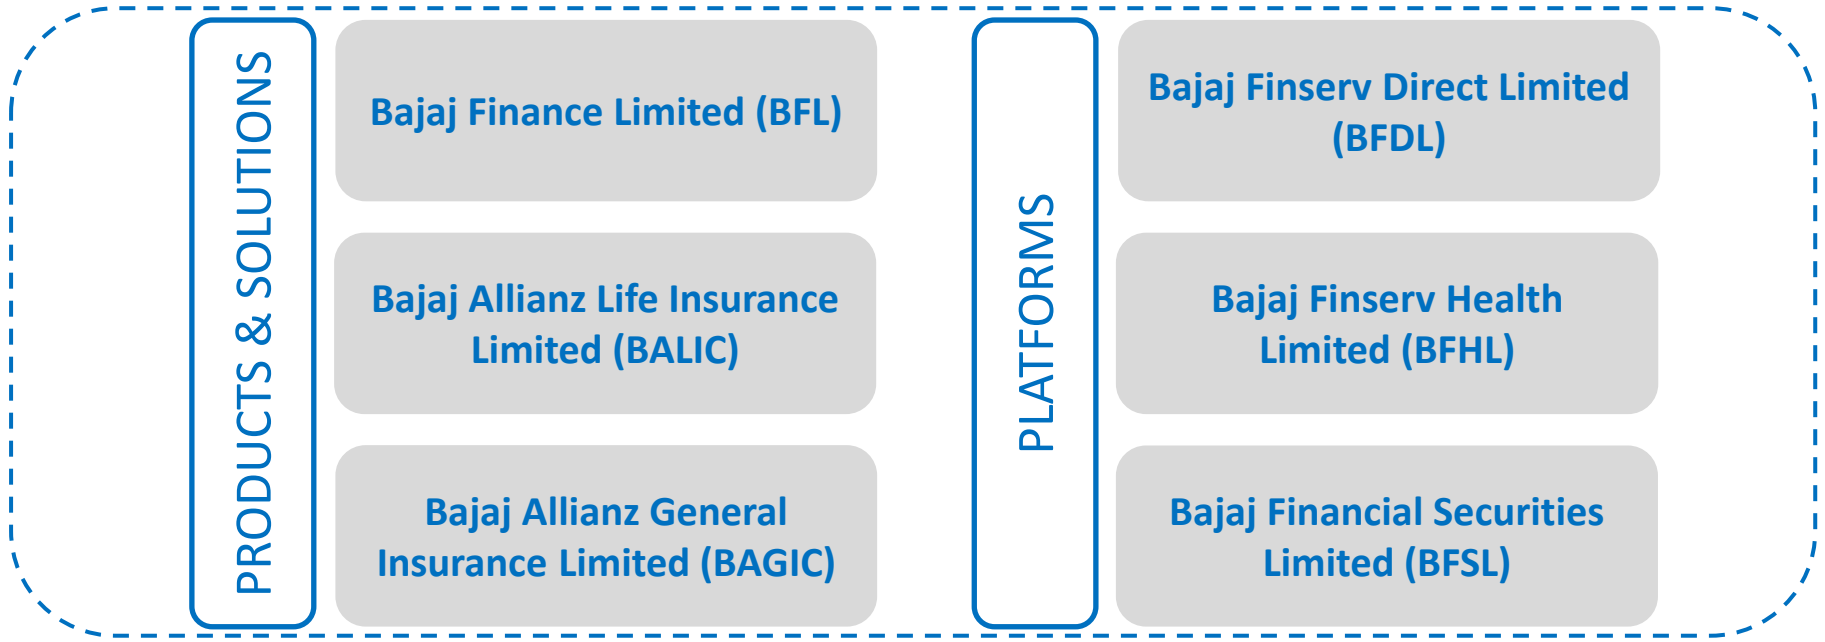 PRODUCTS & SOLUTIONS
Bajaj Finance Limited (BFL)
Bajaj Allianz Life Insurance
Limited (BALIC)
Bajaj Allianz General
Insurance Limited (BAGIC)
PLATFORMS
Bajaj Finserv Direct Limited
(BFDL)
Bajaj Finserv Health
Limited (BFHL)
Bajaj Financial Securities
Limited (BFSL)